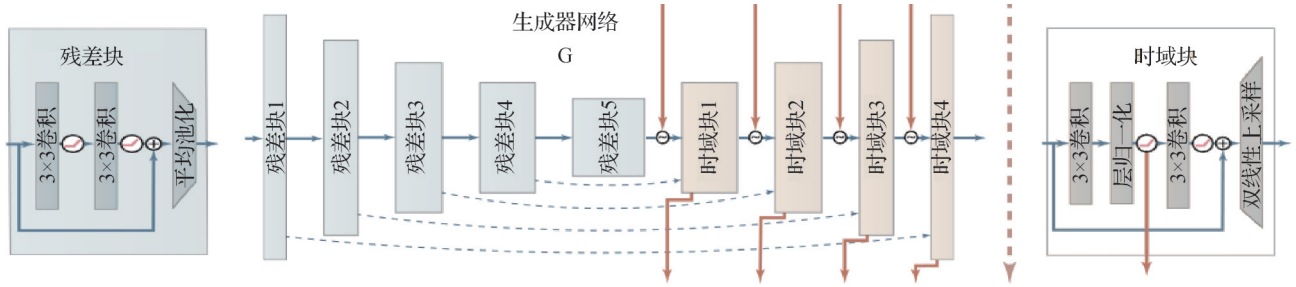 残差块
3×3卷积
3×3卷积
平均池化
生成器网络
G
残差块1
残差块2
残差块3
残差块4
残差块5
时域块1
时域块2
时域块3
时域块4
时域块
3×3卷积
层归一化
3×3卷积
双线性上采样